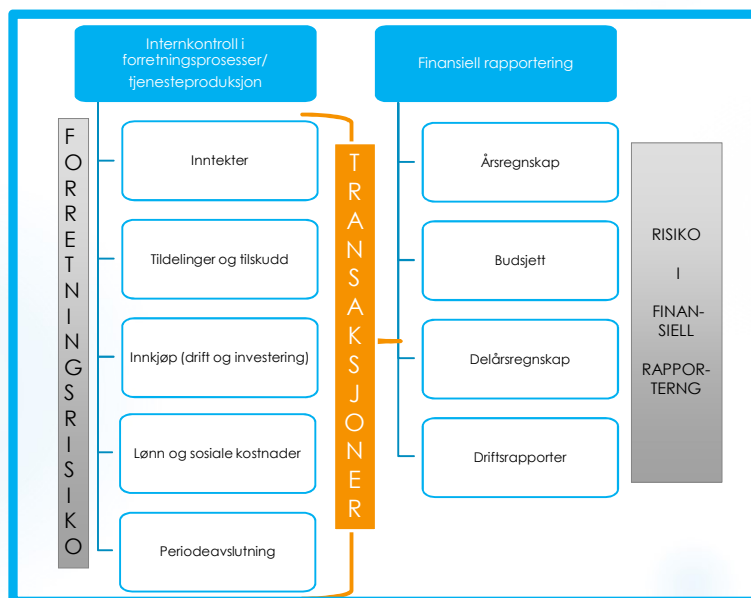 Internkontroll i
forretningsprosesser/
tjenesteproduksjon
Finansiell rapportering
FORRETNINGSRISIKO
Inntekter
Tildelinger og tilskudd
Innkjøp (drift og investering)
Lønn og sosiale kostnader
Periodeavslutning
TRANSAKSJONER
Årsregnskap
Budsjett
Delårsregnskap
Driftsrapporter
RISIKO
I
FINAN-
SIELL
RAPPOR-
TERNG